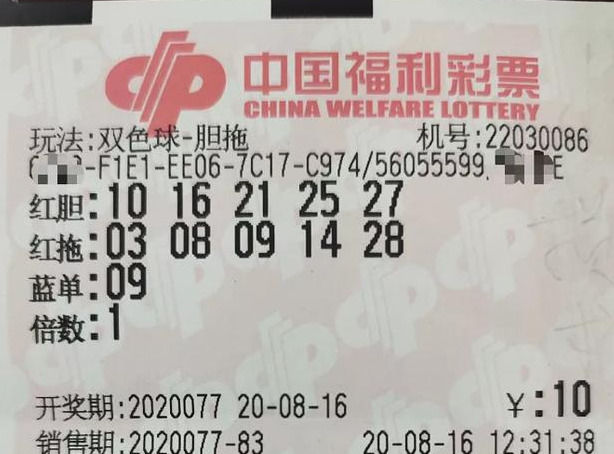 中国福利彩票
CHINA WELFARE LOTTERY
玩法:双色球-胆拖 机号:22030086
-F1E1-EE06-7C17-C974/56055599 E
红胆:10 16 21 25 27
红拖:03 08 09 14 28
蓝单:09
倍数:1
开奖期:2020077 20-08-16 ¥:10
销售期:2020077-83 20-08-16 12:31:38